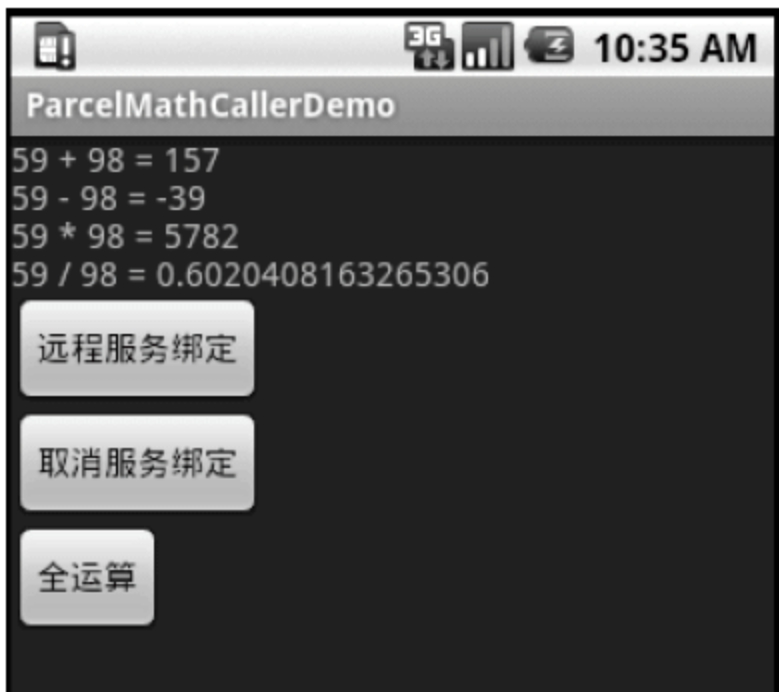 3G 10:35 AM
ParcelMathCallerDemo
59 + 98 = 157
59 - 98 = -39
59 * 98 = 5782
59 / 98 = 0.6020408163265306
远程服务绑定
取消服务绑定
全运算